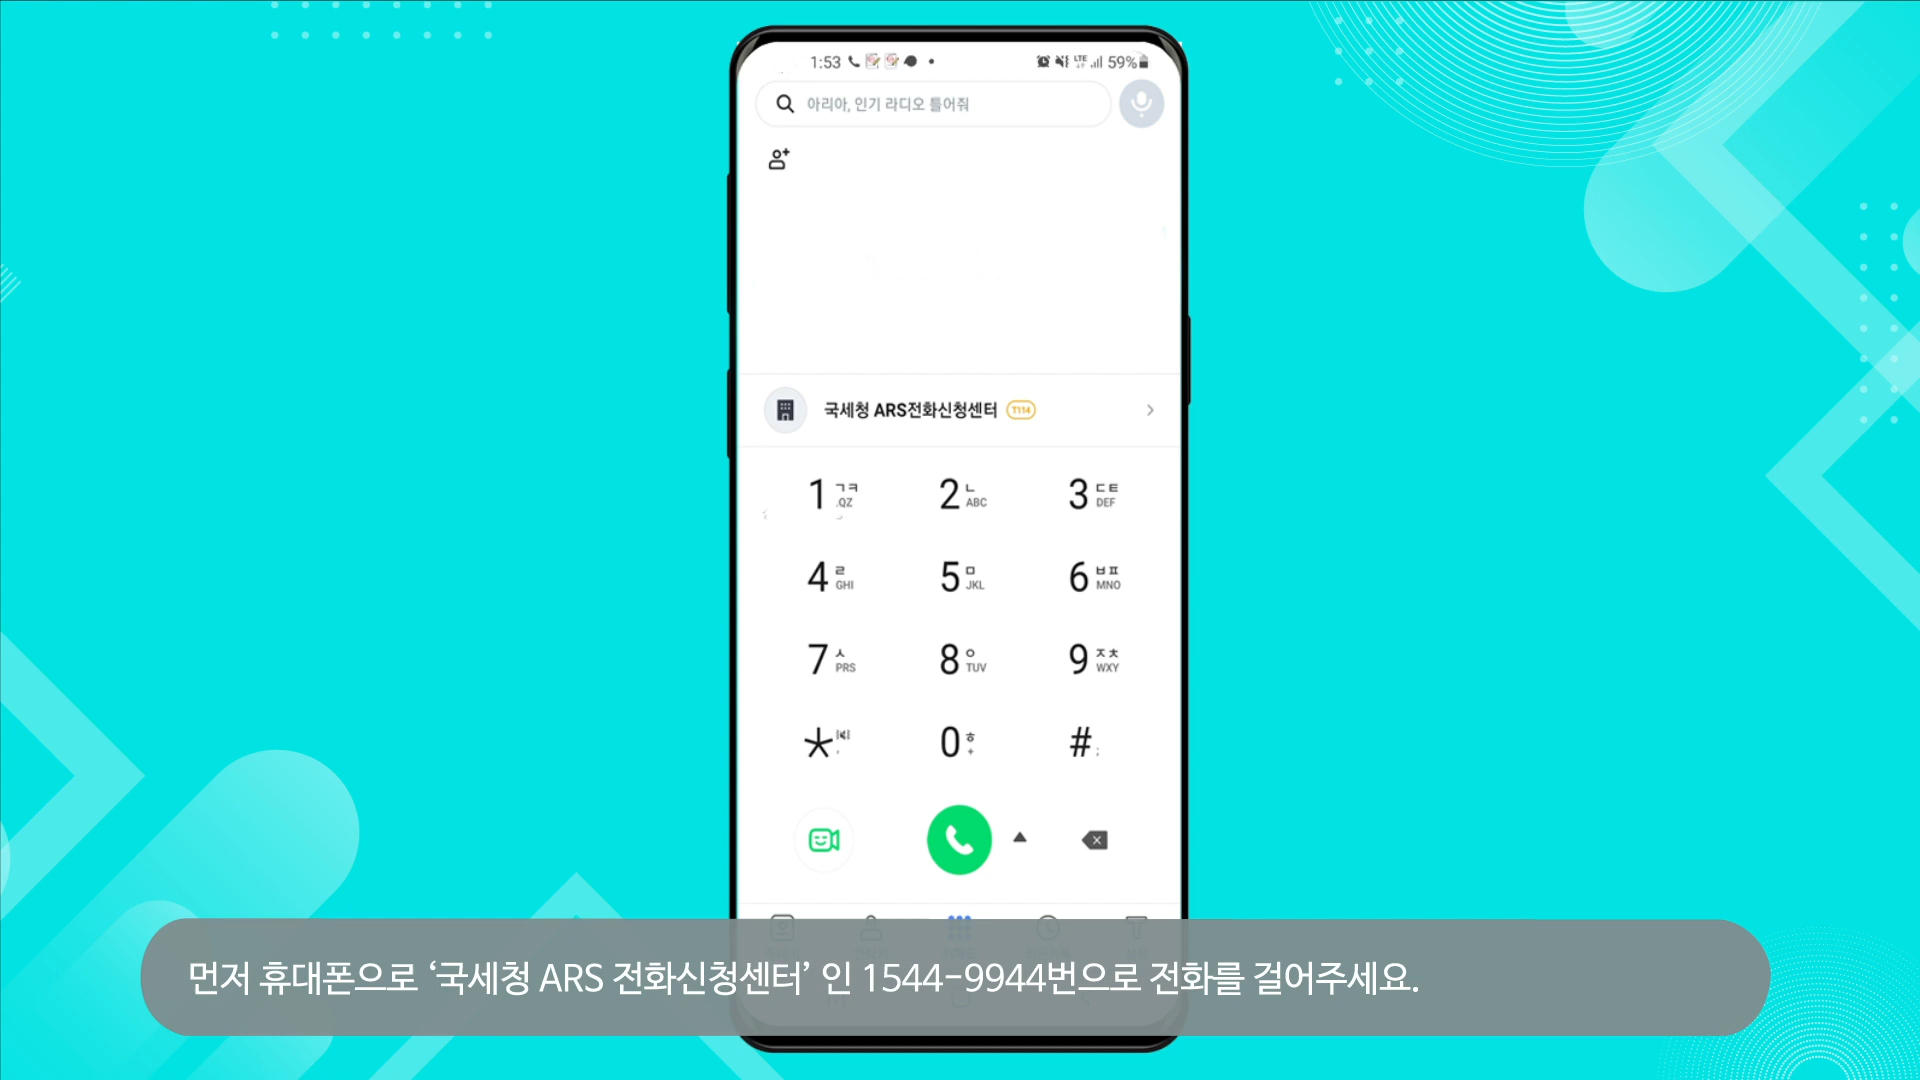 1:53
LTE 59%
아리아, 인기 라디오 틀어줘
국세청 ARS전화신청센터 T114
1 ㄱㅋ .QZ 2 ㄴ ABC 3 ㄷㅌ DEF
4 ㄹ GHI 5 ㅁ JKL 6 ㅂㅍ MNO
7 ㅅ PRS 8 ㅇ TUV 9 ㅈㅊ WXY
* , 0 ㅎ + # ;
먼저 휴대폰으로 ‘국세청 ARS 전화신청센터’ 인 1544-9944번으로 전화를 걸어주세요.